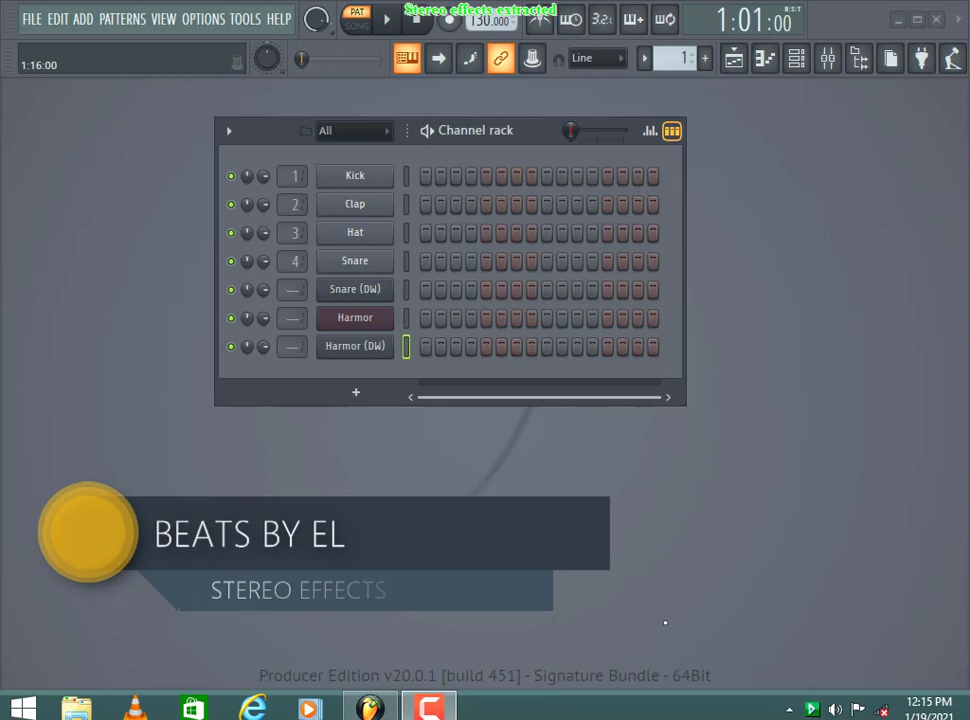 Stereo effects extracted
FILE EDIT ADD PATTERNS VIEW OPTIONS TOOLS HELP
PAT
SONG
130.000
3.2.
1:01:00
B:S:T
1:16:00
Line
1
All
Channel rack
1 Kick
2 Clap
3 Hat
4 Snare
--- Snare (DW)
--- Harmor
--- Harmor (DW)
BEATS BY EL
STEREO EFFECTS
Producer Edition v20.0.1 [build 451] - Signature Bundle - 64Bit
12:15 PM
1/19/2021